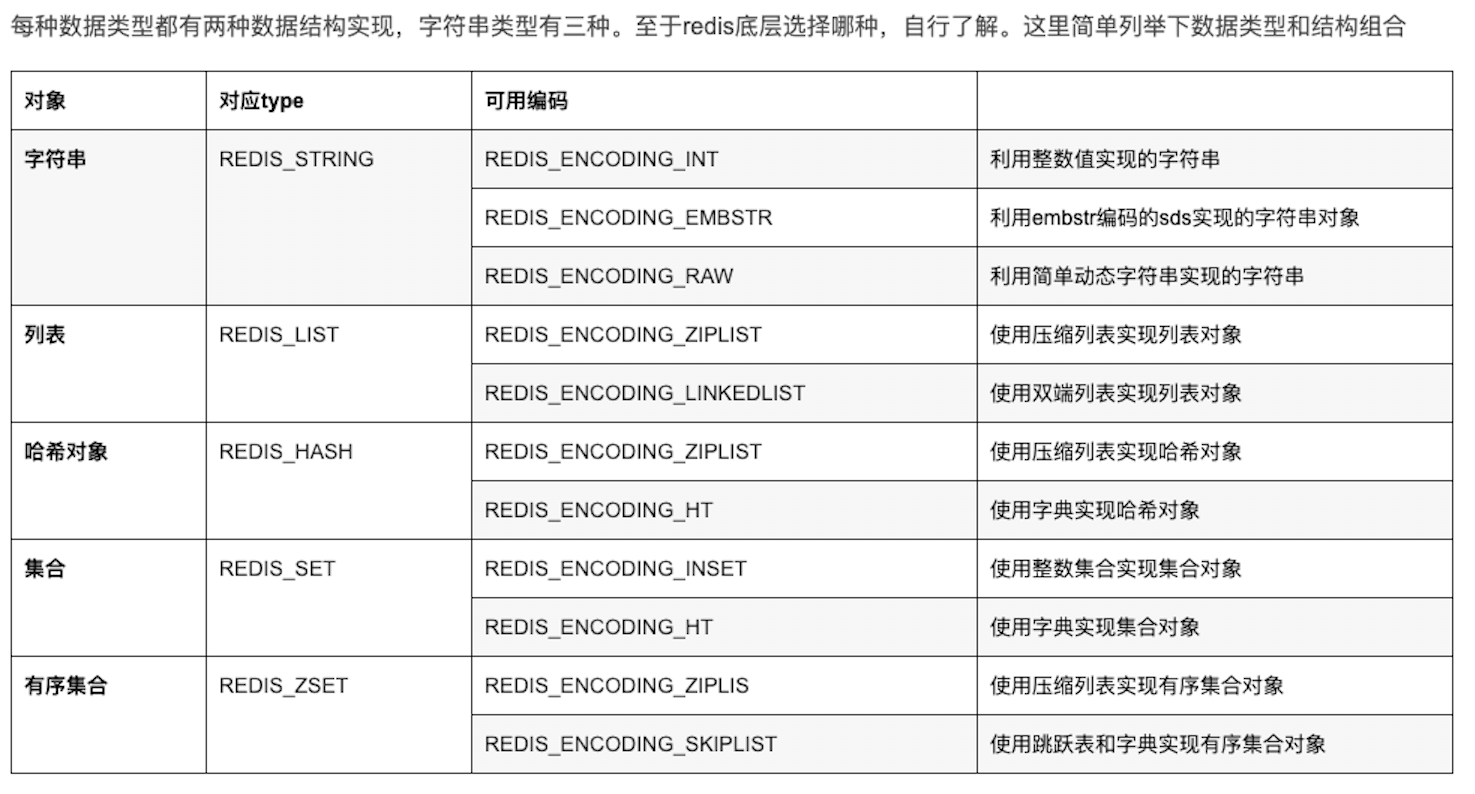 每种数据类型都有两种数据结构实现，字符串类型有三种。至于redis底层选择哪种，自行了解。这里简单列举下数据类型和结构组合
对象 对应type 可用编码
字符串 REDIS_STRING REDIS_ENCODING_INT 利用整数值实现的字符串
REDIS_ENCODING_EMBSTR 利用embstr编码的sds实现的字符串对象
REDIS_ENCODING_RAW 利用简单动态字符串实现的字符串
列表 REDIS_LIST REDIS_ENCODING_ZIPLIST 使用压缩列表实现列表对象
REDIS_ENCODING_LINKEDLIST 使用双端列表实现列表对象
哈希对象 REDIS_HASH REDIS_ENCODING_ZIPLIST 使用压缩列表实现哈希对象
REDIS_ENCODING_HT 使用字典实现哈希对象
集合 REDIS_SET REDIS_ENCODING_INSET 使用整数集合实现集合对象
REDIS_ENCODING_HT 使用字典实现集合对象
有序集合 REDIS_ZSET REDIS_ENCODING_ZIPLIS 使用压缩列表实现有序集合对象
REDIS_ENCODING_SKIPLIST 使用跳跃表和字典实现有序集合对象